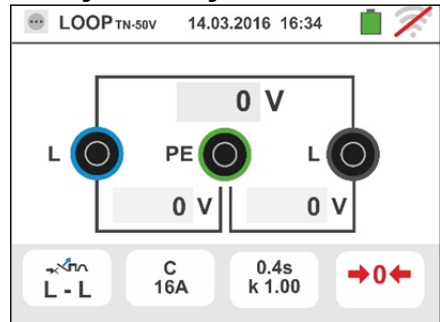 LOOP TN-50V 14.03.2016 16:34
0 V
L PE L
0 V 0 V
L - L C 16A 0.4s k 1.00 →0←